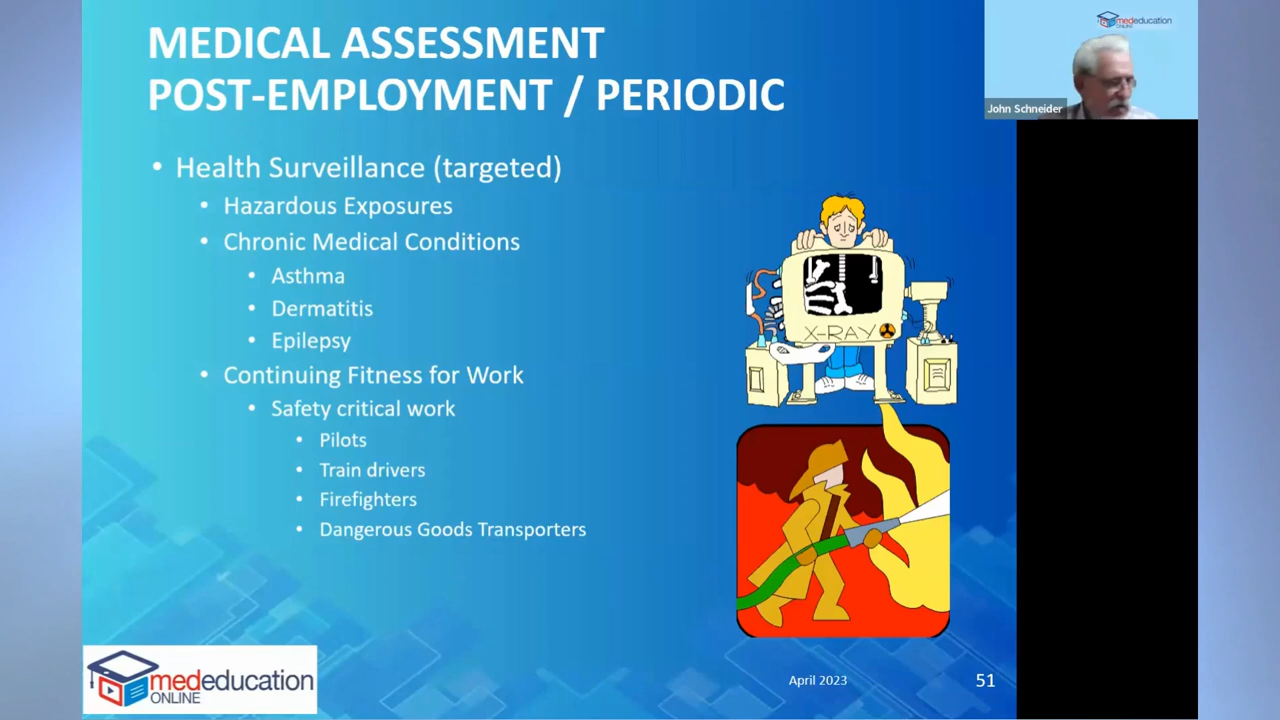 MEDICAL ASSESSMENT
POST-EMPLOYMENT / PERIODIC
• Health Surveillance (targeted)
• Hazardous Exposures
• Chronic Medical Conditions
• Asthma
• Dermatitis
• Epilepsy
• Continuing Fitness for Work
• Safety critical work
• Pilots
• Train drivers
• Firefighters
• Dangerous Goods Transporters
X-RAY
mededucation
ONLINE
John Schneider
mededucation
ONLINE
April 2023
51